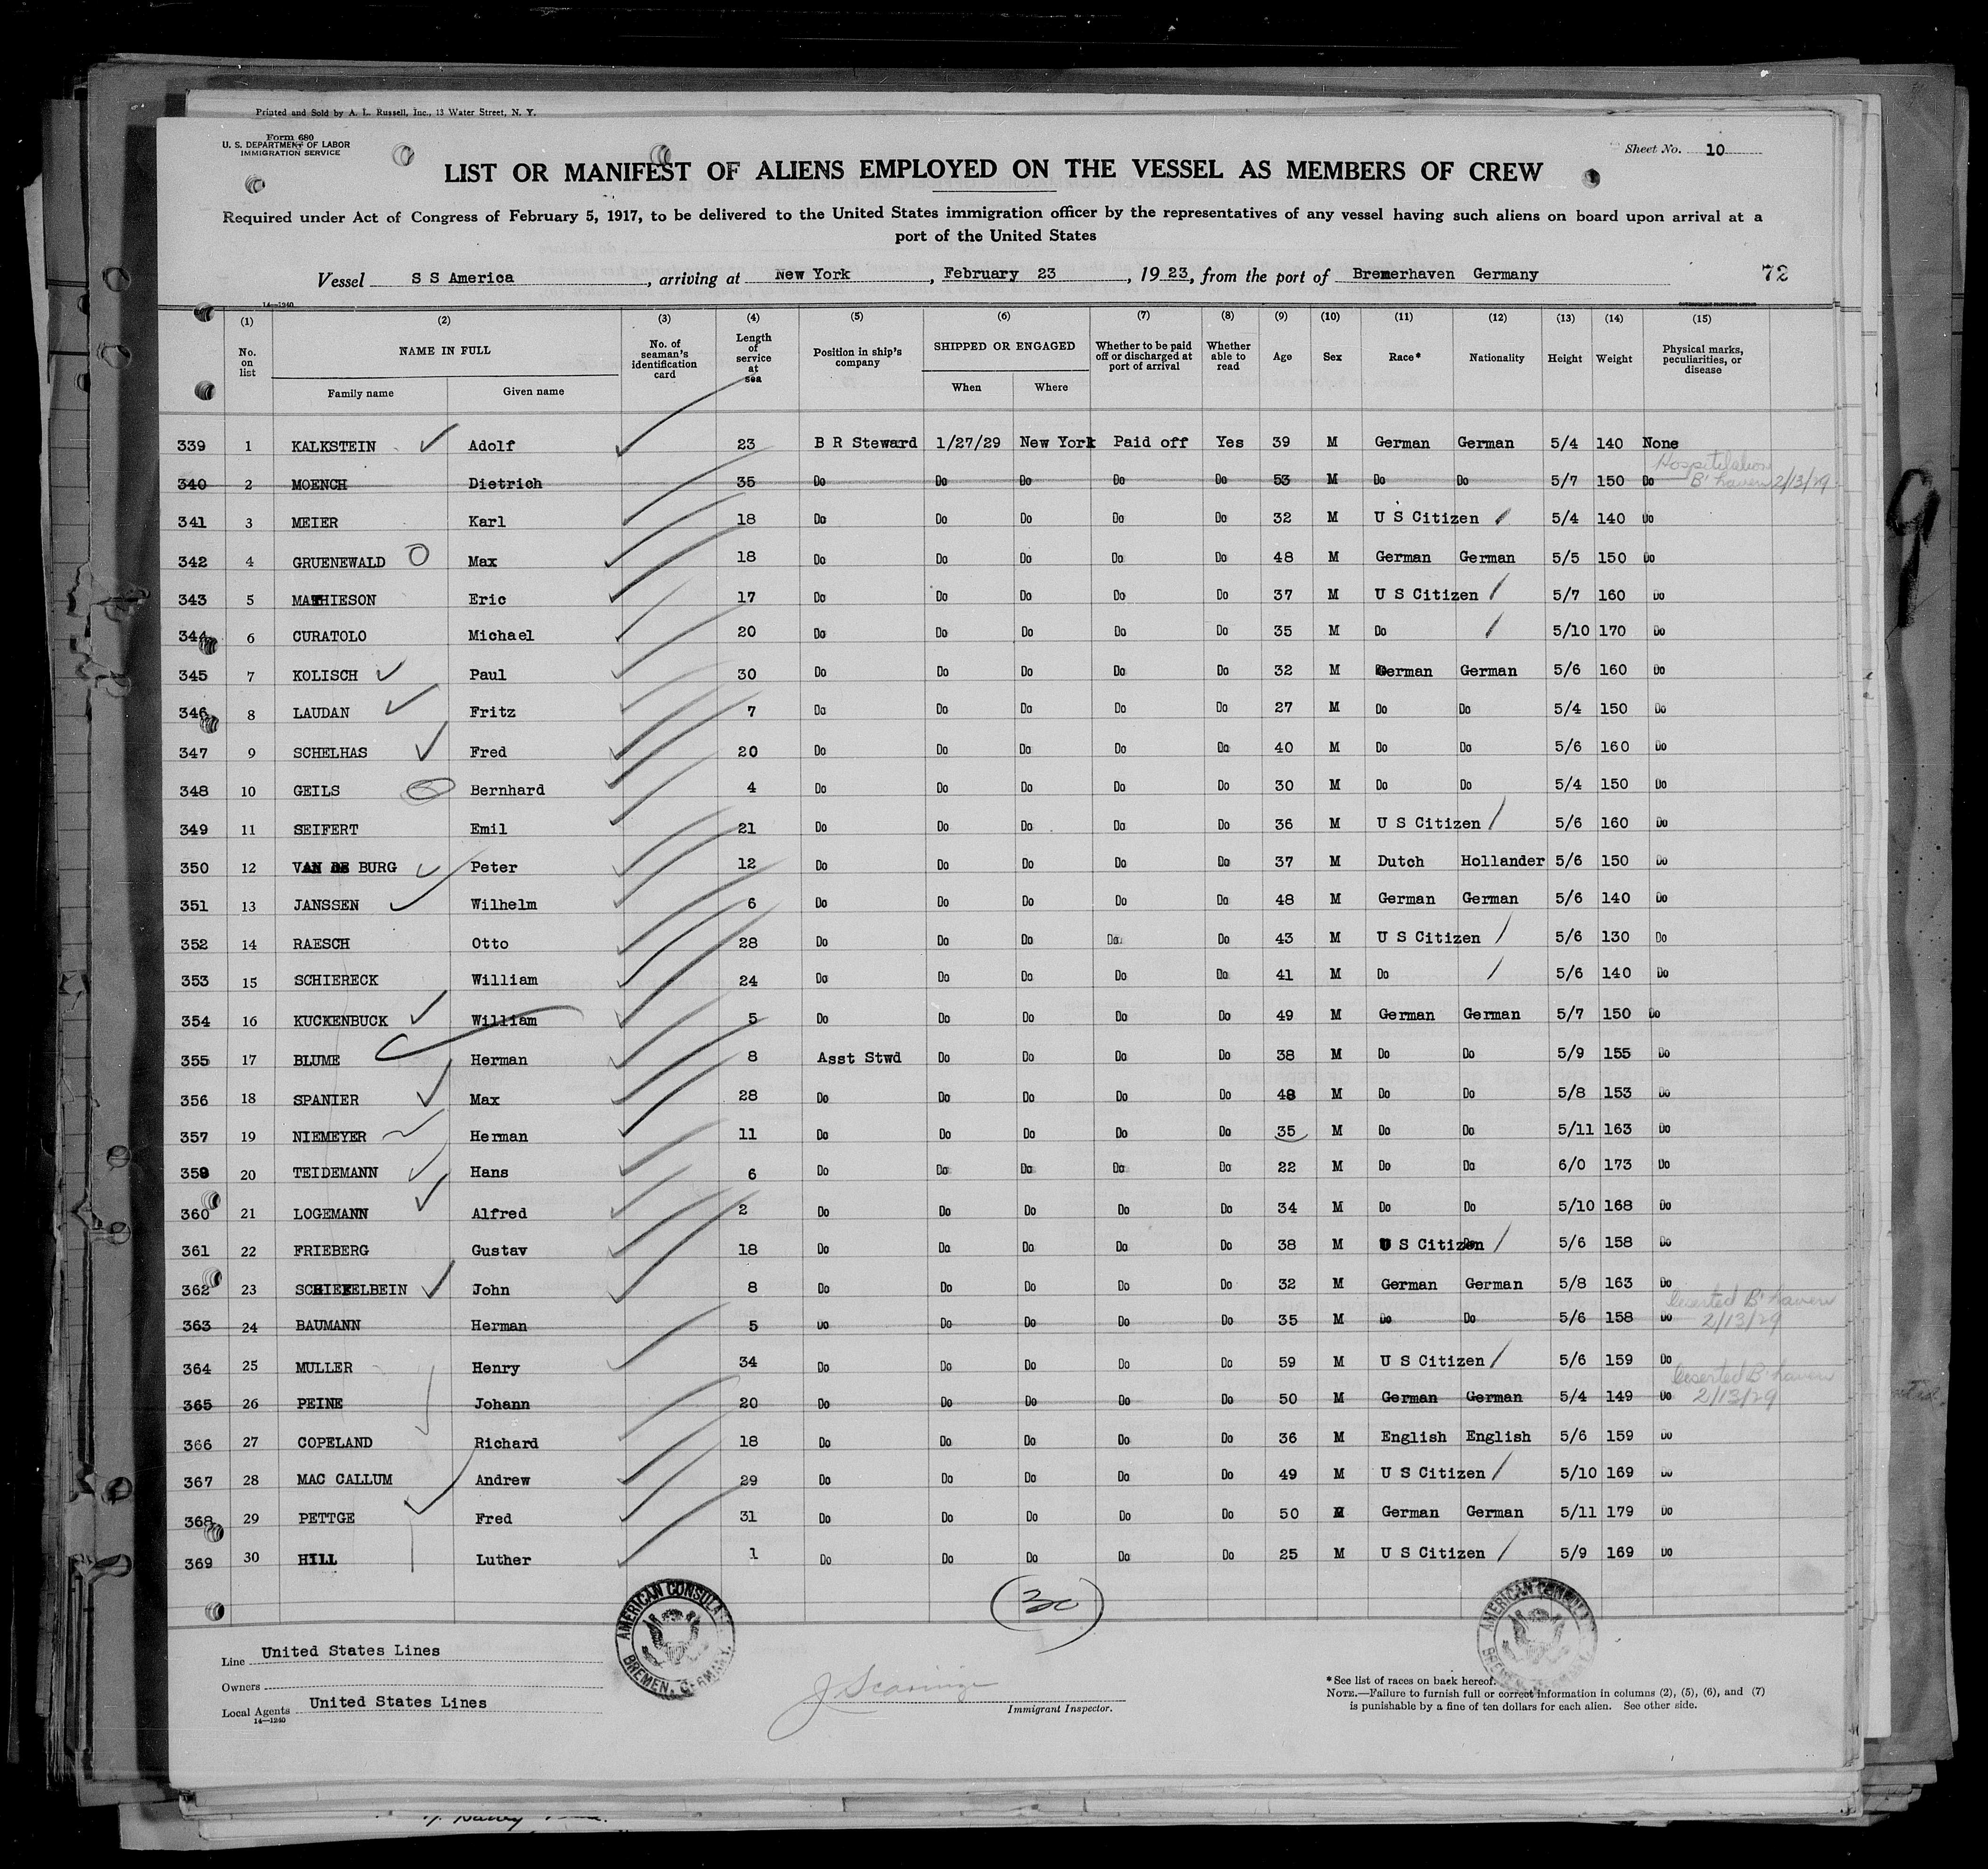 Printed and Sold by A. L. Russell, Inc., 13 Water Street, N. Y.
Form 680
U. S. DEPARTMENT OF LABOR
IMMIGRATION SERVICE
Sheet No. 10
LIST OR MANIFEST OF ALIENS EMPLOYED ON THE VESSEL AS MEMBERS OF CREW
Required under Act of Congress of February 5, 1917, to be delivered to the United States immigration officer by the representatives of any vessel having such aliens on board upon arrival at a
port of the United States
Vessel S S America, arriving at New York, February 23, 1923, from the port of Bremerhaven Germany 72
14—1240
(1) (2) (3) (4) (5) (6) (7) (8) (9) (10) (11) (12) (13) (14) (15)
No. on list NAME IN FULL Family name Given name No. of seaman's identification card Length of service at sea Position in ship's company SHIPPED OR ENGAGED When Where Whether to be paid off or discharged at port of arrival Whether able to read Age Sex Race* Nationality Height Weight Physical marks, peculiarities, or disease
339 1 KALKSTEIN Adolf 23 B R Steward 1/27/29 New York Paid off Yes 39 M German German 5/4 140 None
Hospitilation
340 2 MOENCH Dietrich 35 Do Do Do Do Do 53 M Do Do 5/7 150 Do B'haven 2/13/29
341 3 MEIER Karl 18 Do Do Do Do Do 32 M U S Citizen 5/4 140 Do
342 4 GRUENEWALD Max 18 Do Do Do Do Do 48 M German German 5/5 150 Do
343 5 MATHIESON Eric 17 Do Do Do Do Do 37 M U S Citizen 5/7 160 Do
344 6 CURATOLO Michael 20 Do Do Do Do Do 35 M Do 5/10 170 Do
345 7 KOLISCH Paul 30 Do Do Do Do Do 32 M German German 5/6 160 Do
346 8 LAUDAN Fritz 7 Do Do Do Do Do 27 M Do Do 5/4 150 Do
347 9 SCHELHAS Fred 20 Do Do Do Do Do 40 M Do Do 5/6 160 Do
348 10 GEILS Bernhard 4 Do Do Do Do Do 30 M Do Do 5/4 150 Do
349 11 SEIFERT Emil 21 Do Do Do Do Do 36 M U S Citizen 5/6 160 Do
350 12 VAN DE BURG Peter 12 Do Do Do Do Do 37 M Dutch Hollander 5/6 150 Do
351 13 JANSSEN Wilhelm 6 Do Do Do Do Do 48 M German German 5/6 140 Do
352 14 RAESCH Otto 28 Do Do Do Do Do 43 M U S Citizen 5/6 130 Do
353 15 SCHIERECK William 24 Do Do Do Do Do 41 M Do 5/6 140 Do
354 16 KUCKENBUCK William 5 Do Do Do Do Do 49 M German German 5/7 150 Do
355 17 BLUME Herman 8 Asst Stwd Do Do Do Do 38 M Do Do 5/9 155 Do
356 18 SPANIER Max 28 Do Do Do Do Do 48 M Do Do 5/8 153 Do
357 19 NIEMEYER Herman 11 Do Do Do Do Do 35 M Do Do 5/11 163 Do
359 20 TEIDEMANN Hans 6 Do Do Do Do Do 22 M Do Do 6/0 173 Do
360 21 LOGEMANN Alfred 2 Do Do Do Do Do 34 M Do Do 5/10 168 Do
361 22 FRIEBERG Gustav 18 Do Do Do Do Do 38 M U S Citizen 5/6 158 Do
362 23 SCHIEFELBEIN John 8 Do Do Do Do Do 32 M German German 5/8 163 Do
Deserted B'haven
363 24 BAUMANN Herman 5 Do Do Do Do Do 35 M Do Do 5/6 158 Do 2/13/29
364 25 MULLER Henry 34 Do Do Do Do Do 59 M U S Citizen 5/6 159 Do
Deserted B'haven
365 26 PEINE Johann 20 Do Do Do Do Do 50 M German German 5/4 149 Do 2/13/29
366 27 COPELAND Richard 18 Do Do Do Do Do 36 M English English 5/6 159 Do
367 28 MAC CALLUM Andrew 29 Do Do Do Do Do 49 M U S Citizen 5/10 169 Do
368 29 PETTGE Fred 31 Do Do Do Do Do 50 M German German 5/11 179 Do
369 30 HILL Luther 1 Do Do Do Do Do 25 M U S Citizen 5/9 169 Do
30
AMERICAN CONSULATE BREMEN, GERMANY.
AMERICAN CONSULATE BREMEN, GERMANY.
Line United States Lines
Owners
Local Agents United States Lines
14—1240
Immigrant Inspector.
*See list of races on back hereof.
NOTE.—Failure to furnish full or correct information in columns (2), (5), (6), and (7)
is punishable by a fine of ten dollars for each alien. See other side.
9